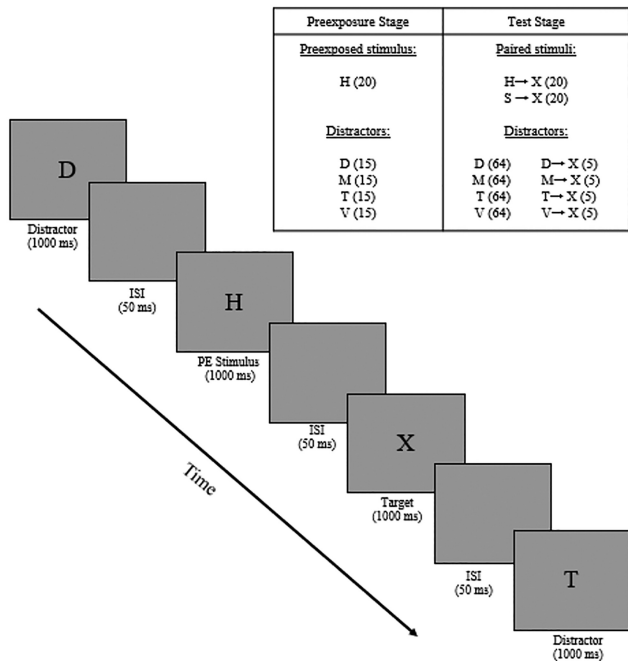 Preexposure Stage Test Stage
Preexposed stimulus: Paired stimuli:
H (20) H→ X (20)
S → X (20)
Distractors: Distractors:
D (15) D (64) D→ X (5)
M (15) M (64) M→ X (5)
T (15) T (64) T→ X (5)
V (15) V (64) V→ X (5)
D
Distractor
(1000 ms)
ISI
(50 ms)
H
PE Stimulus
(1000 ms)
ISI
(50 ms)
X
Target
(1000 ms)
ISI
(50 ms)
T
Distractor
(1000 ms)
Time